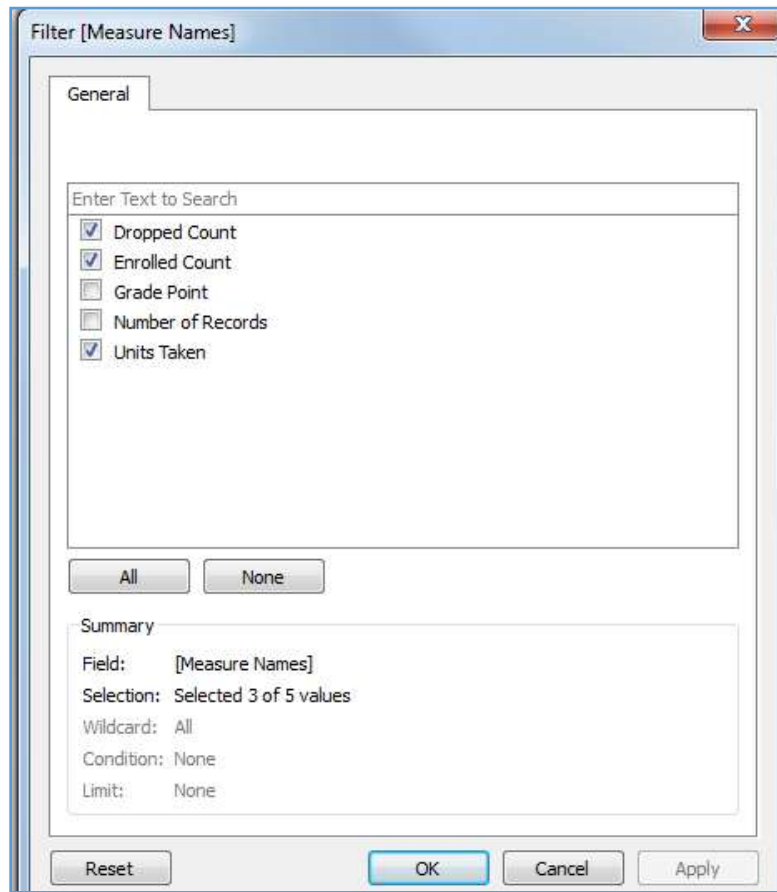 Filter [Measure Names]
X
General
Enter Text to Search
Dropped Count
Enrolled Count
Grade Point
Number of Records
Units Taken
All None
Summary
Field: [Measure Names]
Selection: Selected 3 of 5 values
Wildcard: All
Condition: None
Limit: None
Reset OK Cancel Apply